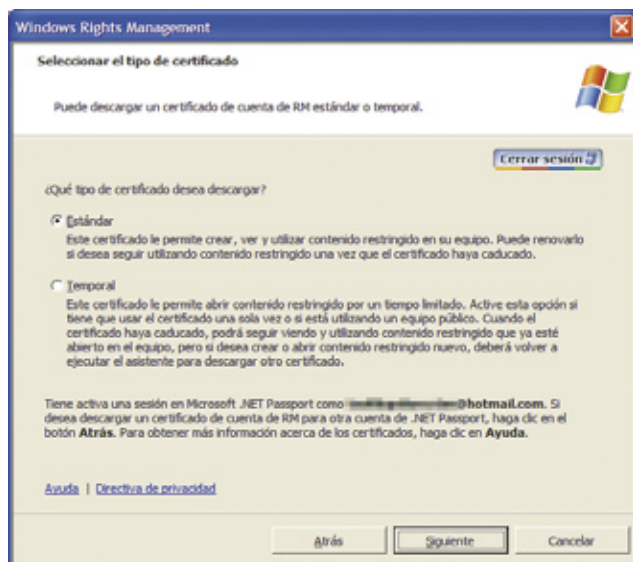 Windows Rights Management
Seleccionar el tipo de certificado
Puede descargar un certificado de cuenta de RM estándar o temporal.
Cerrar sesión
¿Qué tipo de certificado desea descargar?
Estándar
Este certificado le permite crear, ver y utilizar contenido restringido en su equipo. Puede renovarlo
si desea seguir utilizando contenido restringido una vez que el certificado haya caducado.
Temporal
Este certificado le permite abrir contenido restringido por un tiempo limitado. Active esta opción si
tiene que usar el certificado una sola vez o si está utilizando un equipo público. Cuando el
certificado haya caducado, podrá seguir viendo y utilizando contenido restringido que ya esté
abierto en el equipo, pero si desea crear o abrir contenido restringido nuevo, deberá volver a
ejecutar el asistente para descargar otro certificado.
Tiene activa una sesión en Microsoft .NET Passport como @hotmail.com. Si
desea descargar un certificado de cuenta de RM para otra cuenta de .NET Passport, haga clic en el
botón Atrás. Para obtener más información acerca de los certificados, haga clic en Ayuda.
Ayuda | Directiva de privacidad
Atrás Siguiente Cancelar